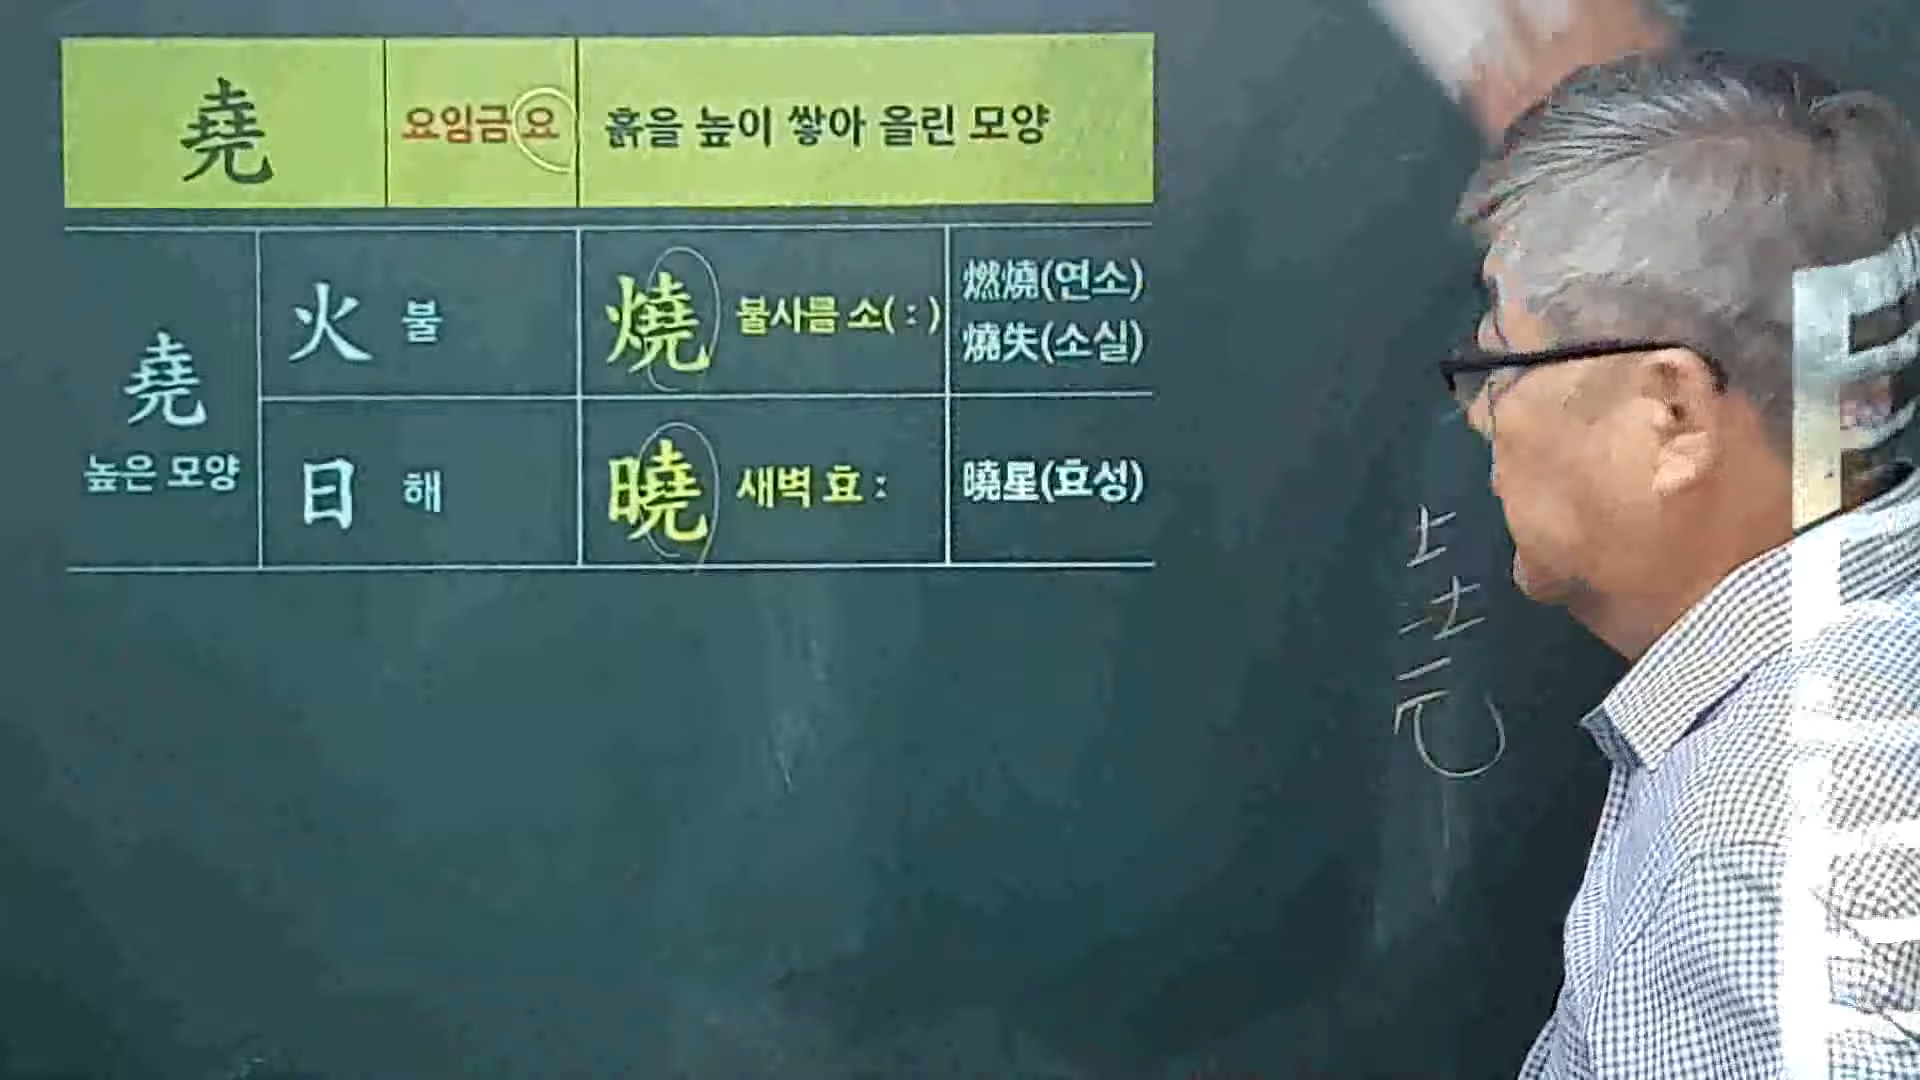 堯 요임금 요 흙을 높이 쌓아 올린 모양
堯 높은 모양
火 불 燒 불사름 소(:) 燃燒(연소)
燒失(소실)
日 해 曉 새벽 효: 曉星(효성)